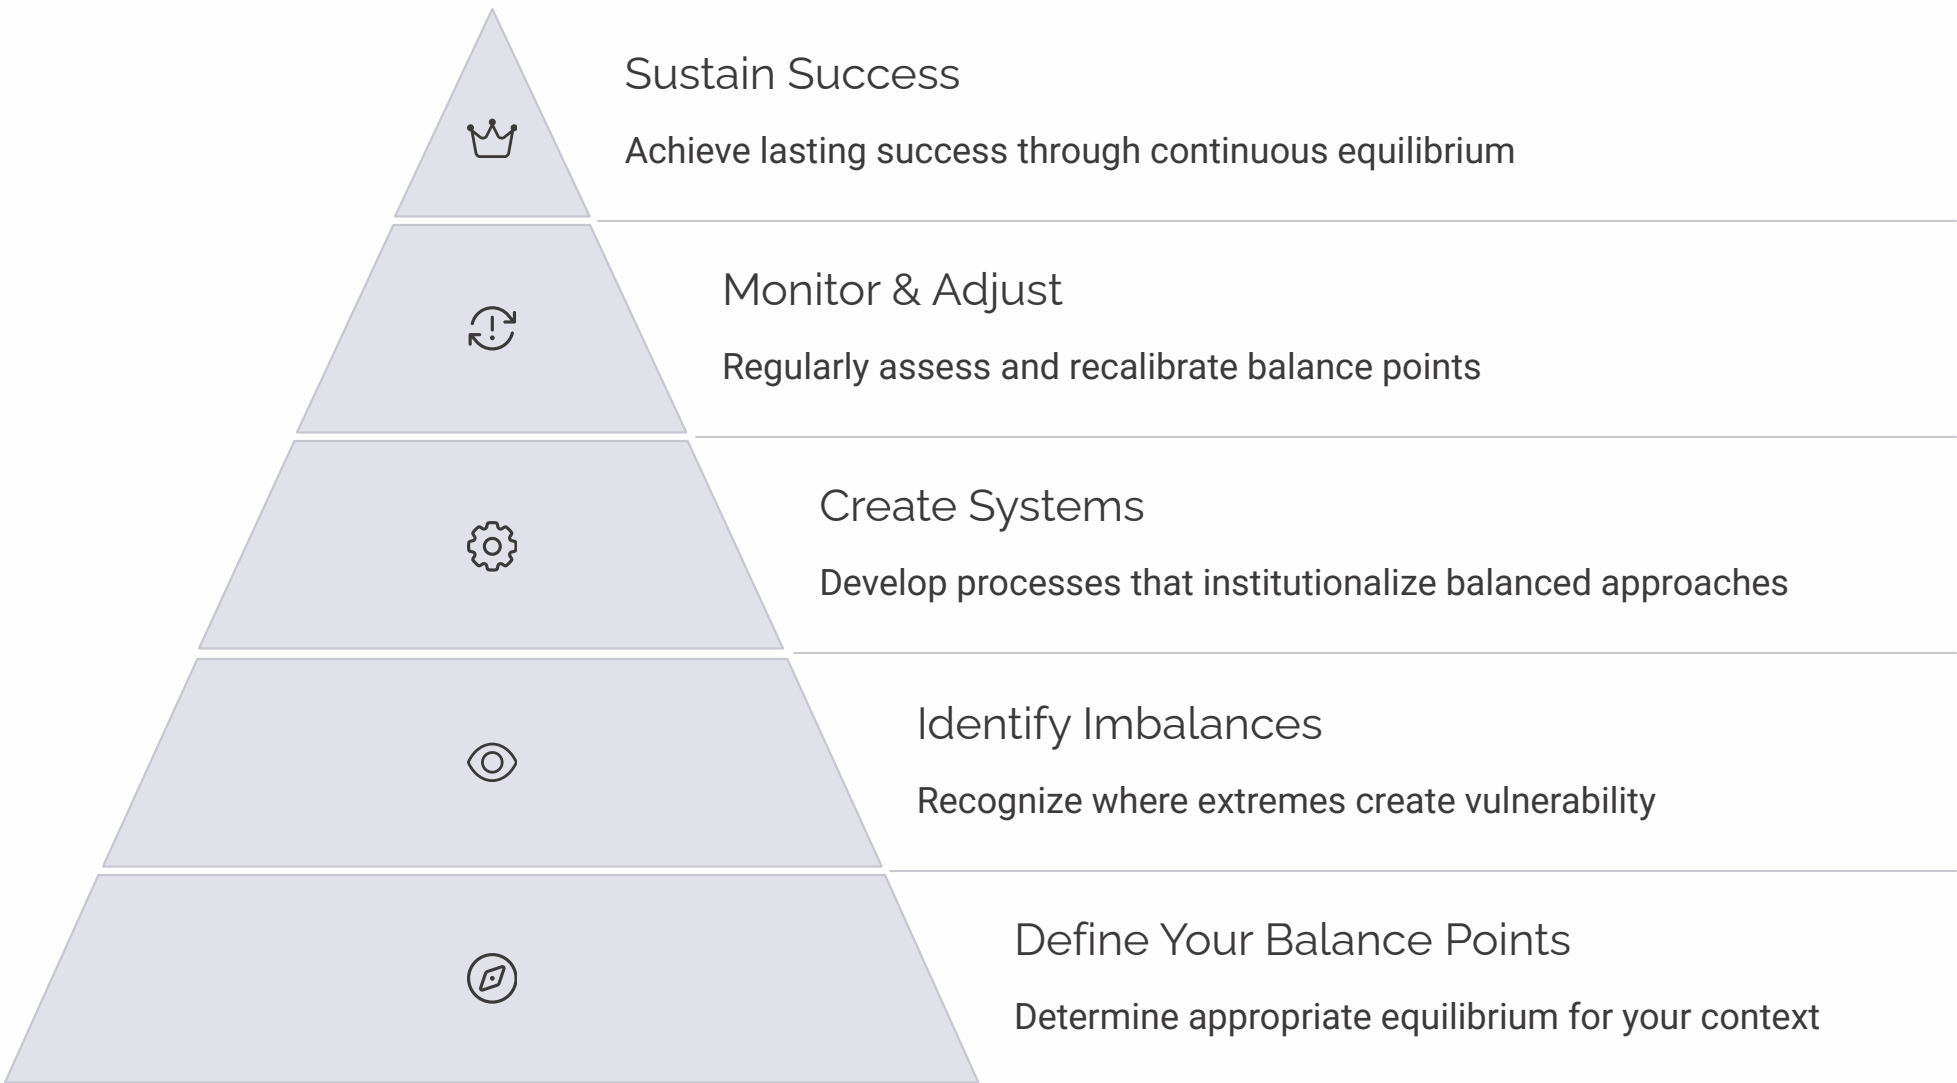 Sustain Success
Achieve lasting success through continuous equilibrium
Monitor & Adjust
Regularly assess and recalibrate balance points
Create Systems
Develop processes that institutionalize balanced approaches
Identify Imbalances
Recognize where extremes create vulnerability
Define Your Balance Points
Determine appropriate equilibrium for your context